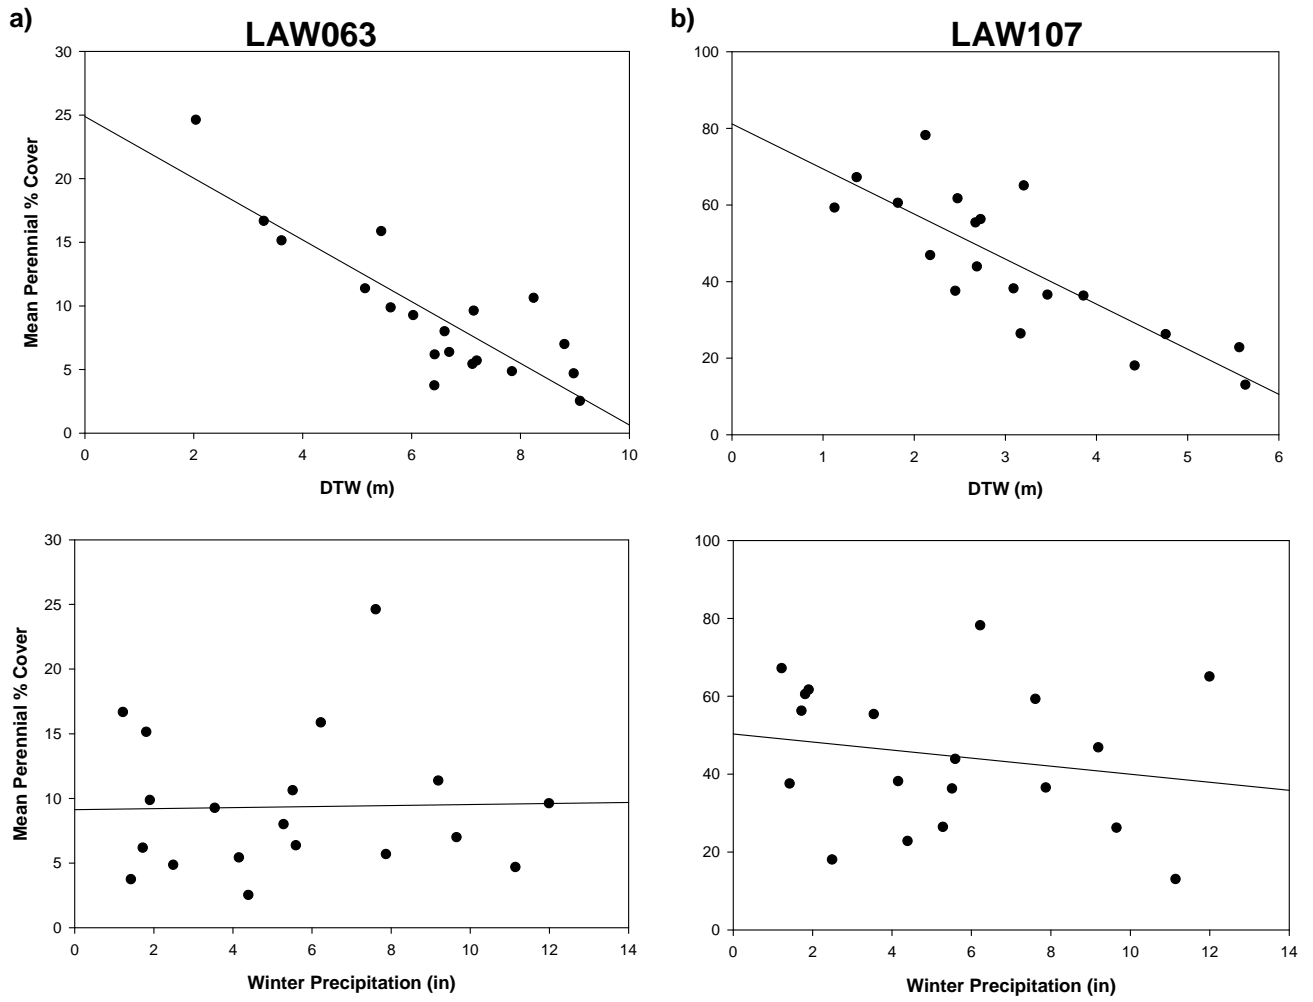 a)
LAW063
30
25
20
15
10
5
0
Mean Perennial % Cover
0 2 4 6 8 10
DTW (m)
b)
LAW107
100
80
60
40
20
0
0 1 2 3 4 5 6
DTW (m)
30
25
20
15
10
5
0
Mean Perennial % Cover
0 2 4 6 8 10 12 14
Winter Precipitation (in)
100
80
60
40
20
0
0 2 4 6 8 10 12 14
Winter Precipitation (in)